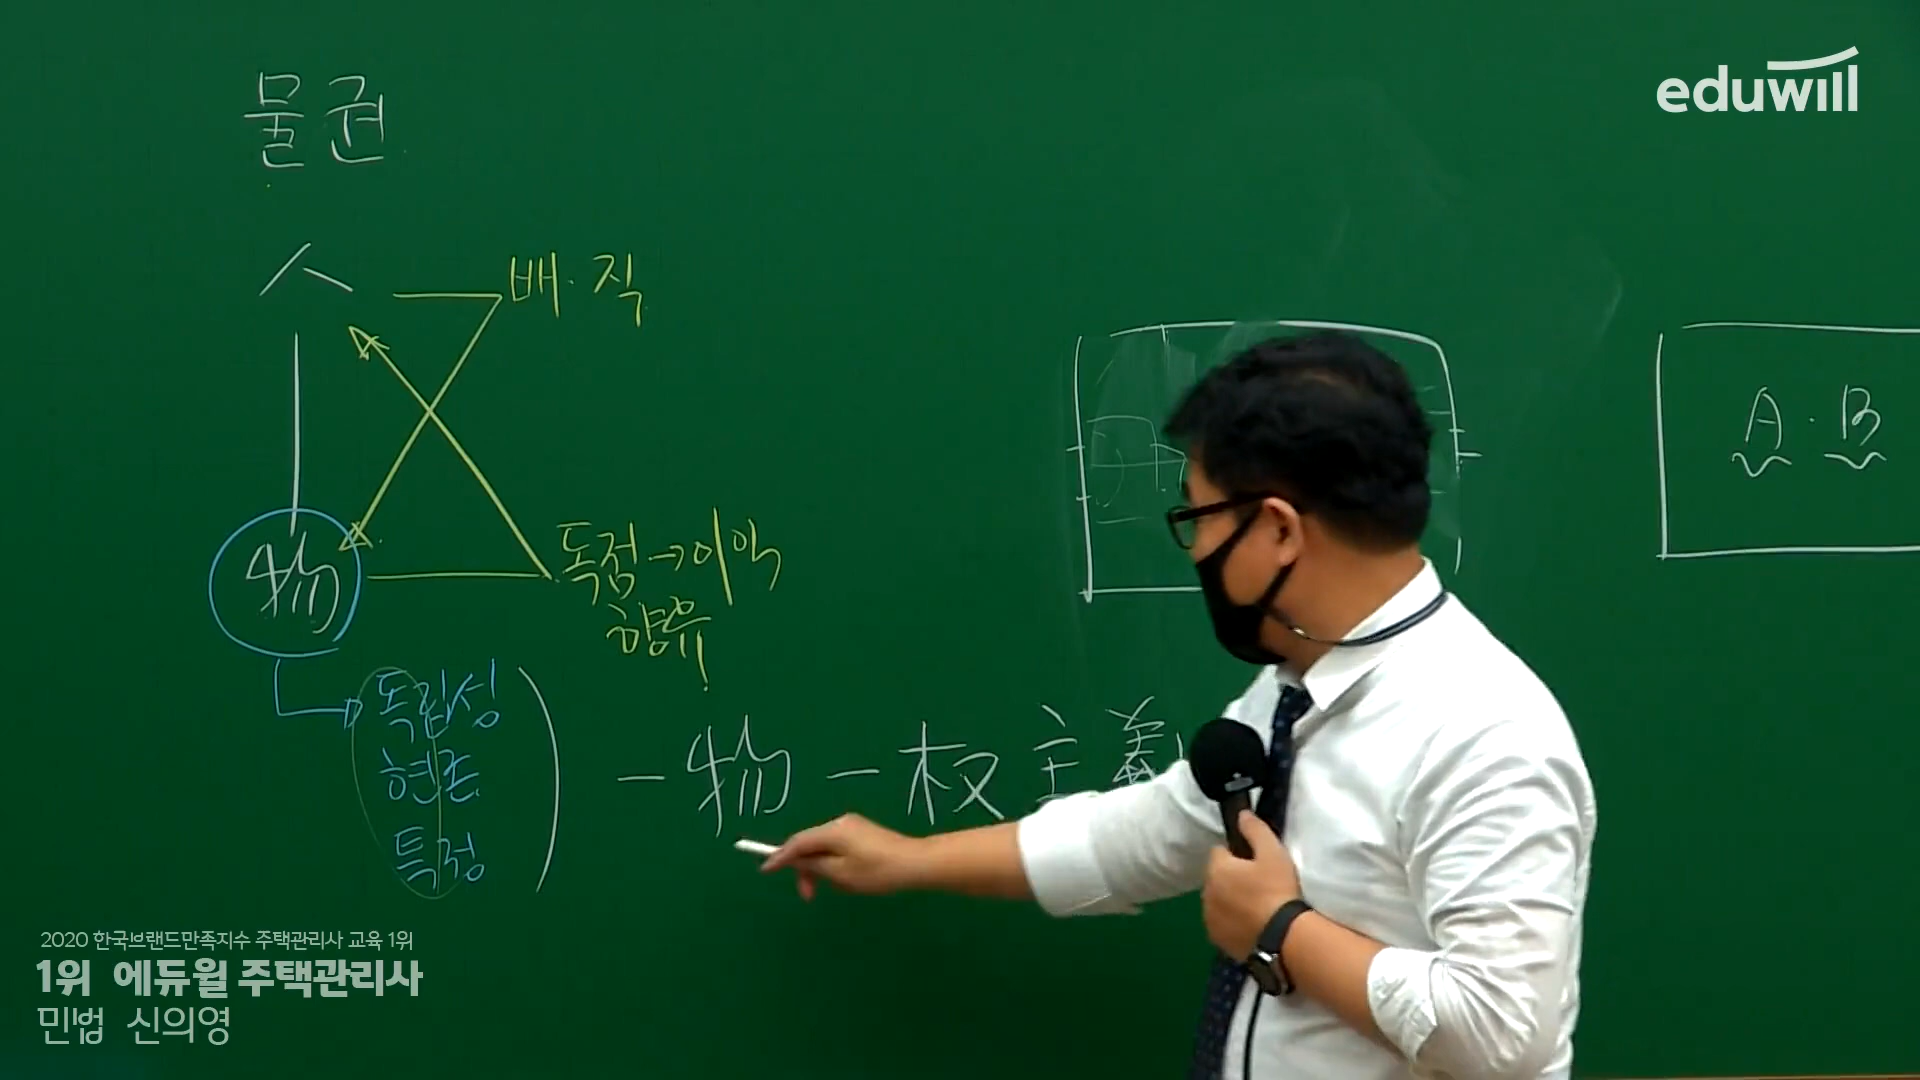 eduwill
물권
人
배·직
A·B
物
독점→이익
향유
독립성
현존
특정
一物一权主義
2020 한국브랜드만족지수 주택관리사 교육 1위
1위 에듀윌 주택관리사
민법 신의영